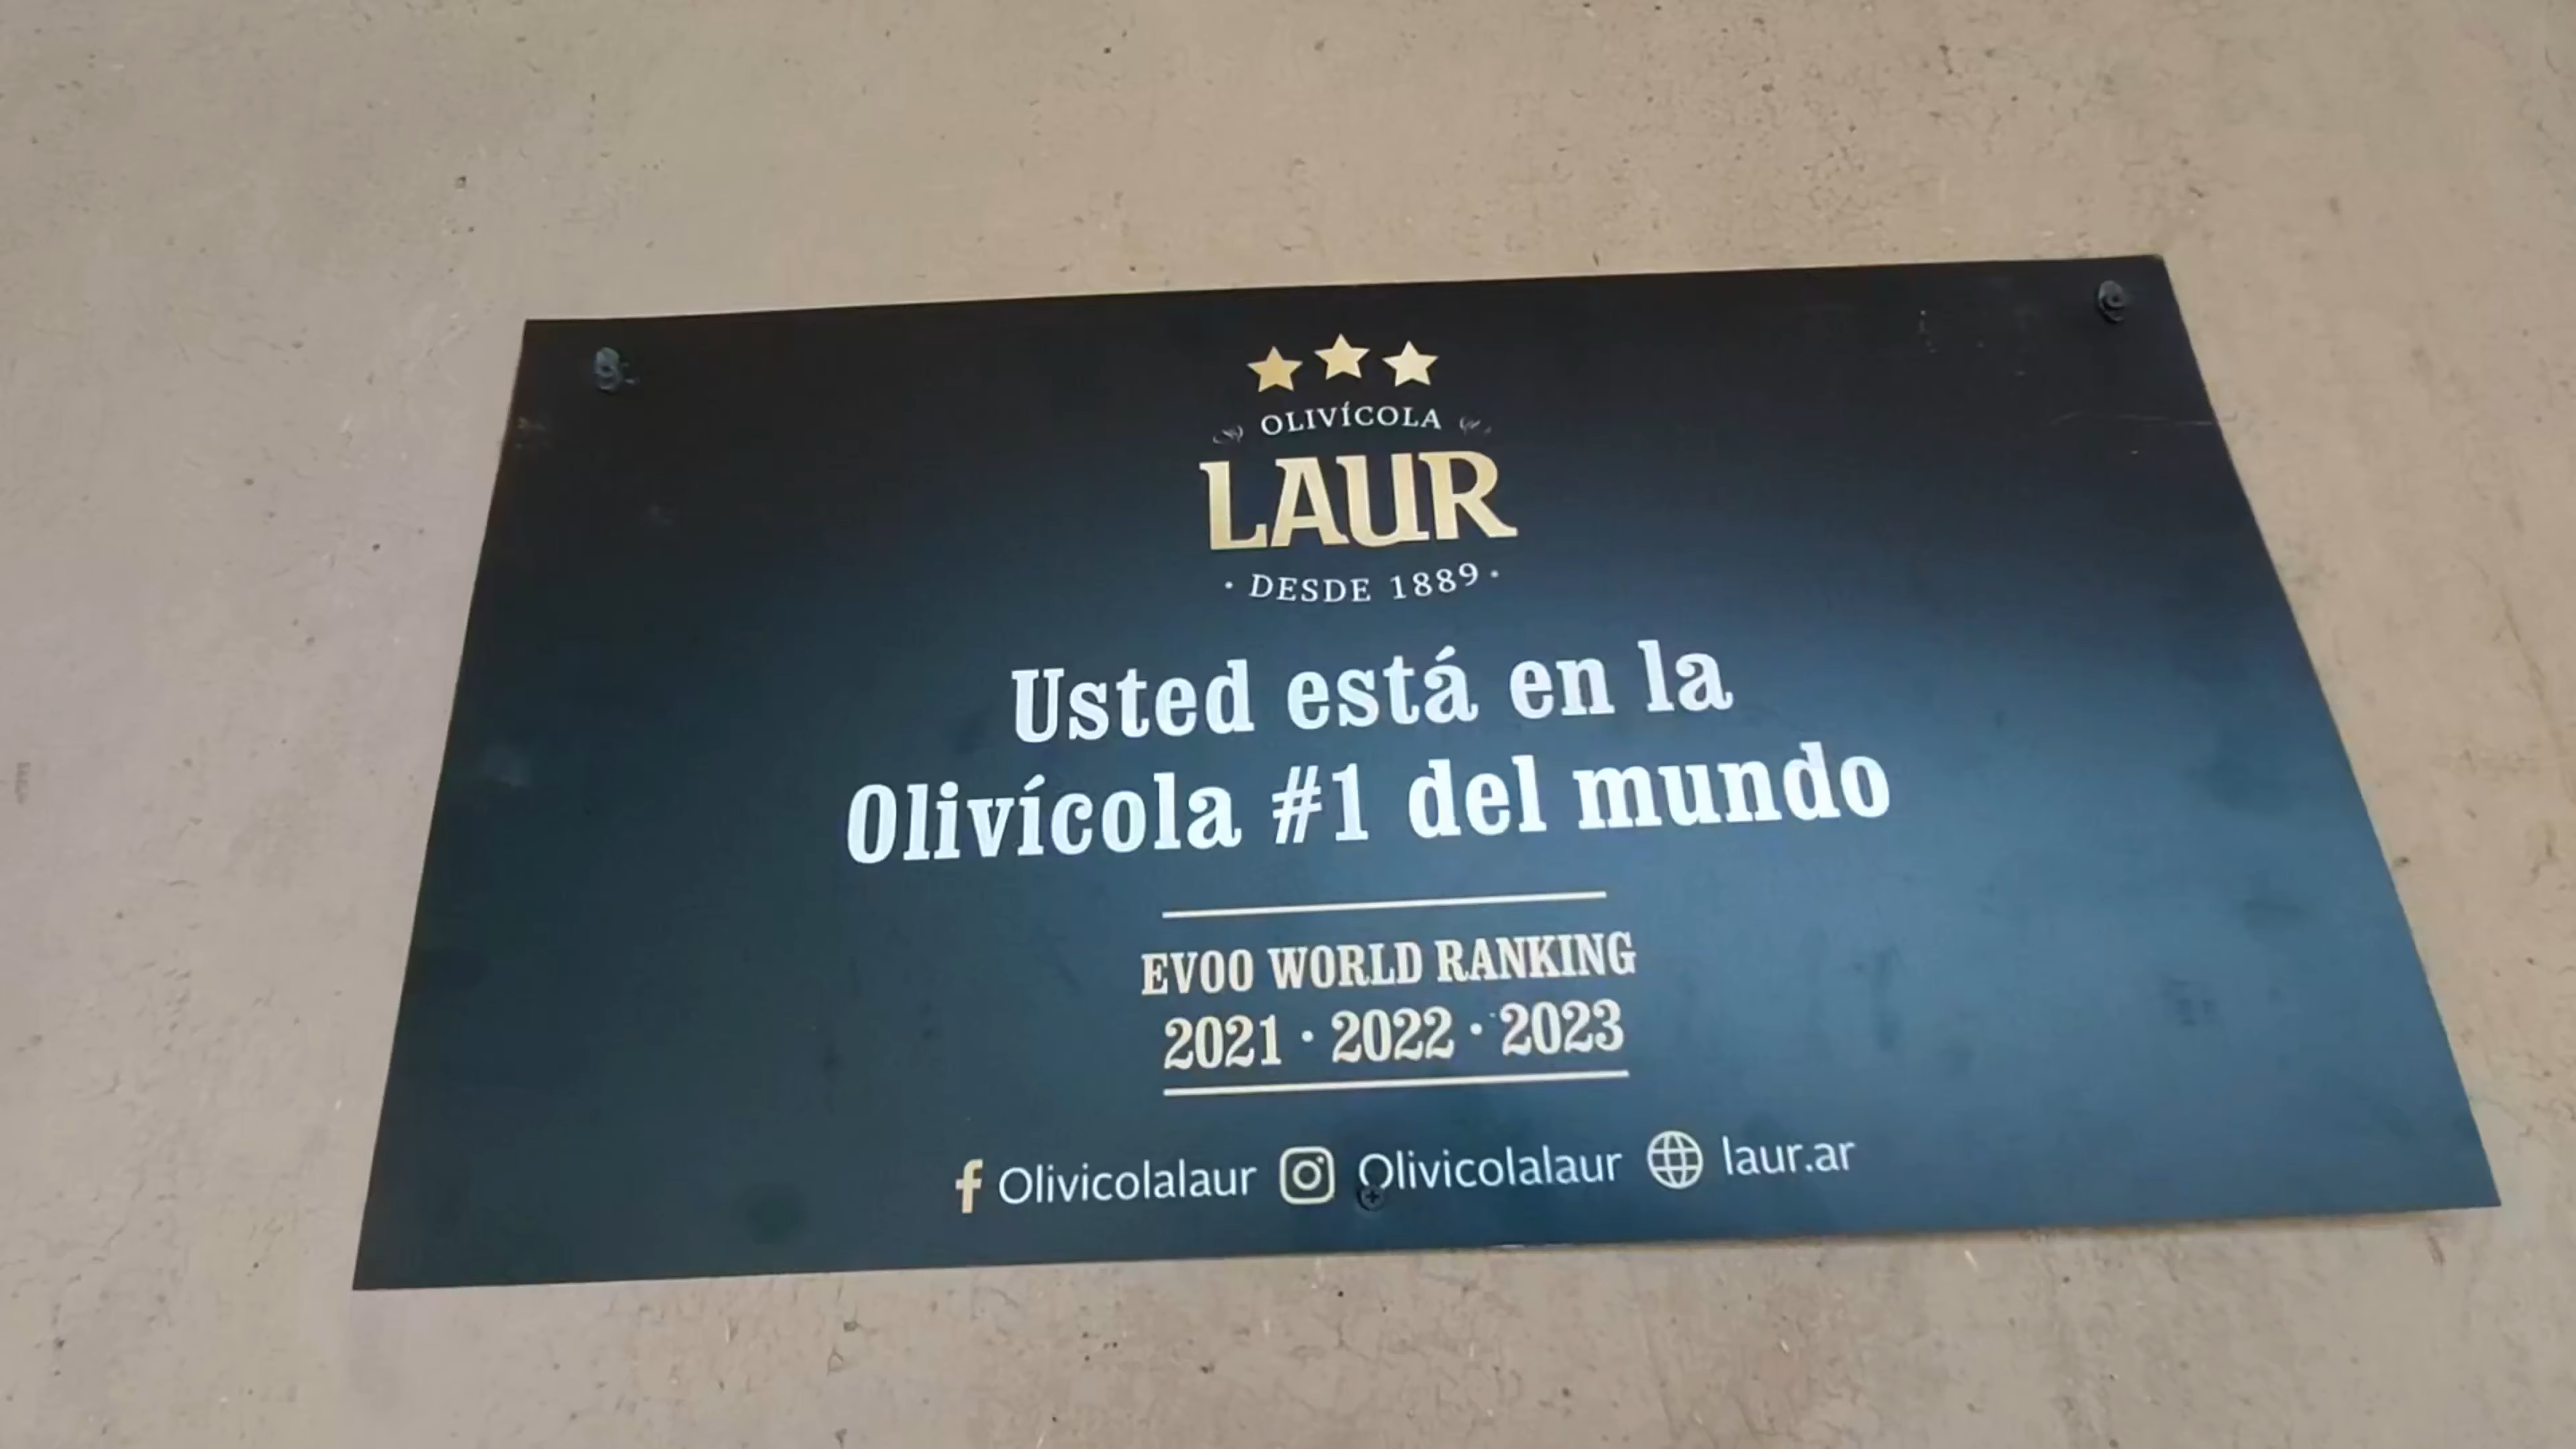 OLIVÍCOLA
LAUR
· DESDE 1889 ·
Usted está en la
Olivícola #1 del mundo
EVOO WORLD RANKING
2021 · 2022 · 2023
Olivicolalaur Olivicolalaur laur.ar